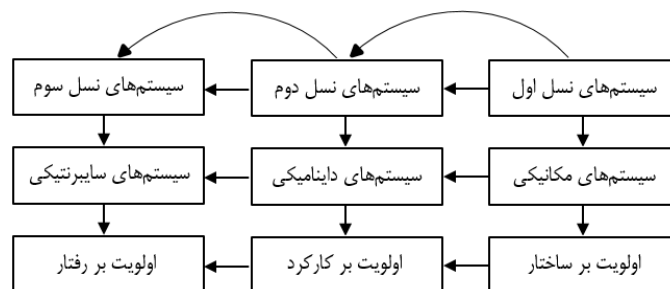 سیستم‌های نسل اول
سیستم‌های نسل دوم
سیستم‌های نسل سوم
سیستم‌های مکانیکی
سیستم‌های داینامیکی
سیستم‌های سایبرنتیکی
اولویت بر ساختار
اولویت بر کارکرد
اولویت بر رفتار